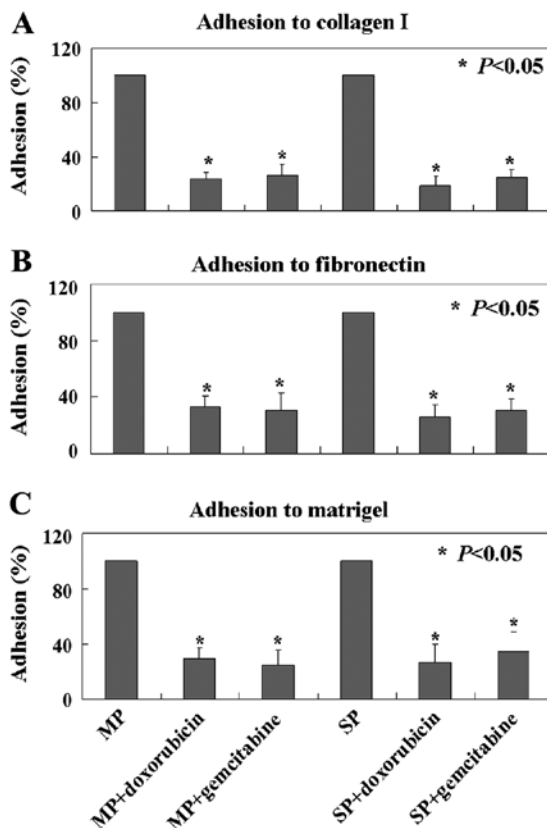 A
Adhesion to collagen I
* P<0.05
Adhesion (%)
120
80
40
0
* * * *
B
Adhesion to fibronectin
* P<0.05
Adhesion (%)
120
80
40
0
* * * *
C
Adhesion to matrigel
* P<0.05
Adhesion (%)
120
80
40
0
* * * *
MP
MP+doxorubicin
MP+gemcitabine
SP
SP+doxorubicin
SP+gemcitabine